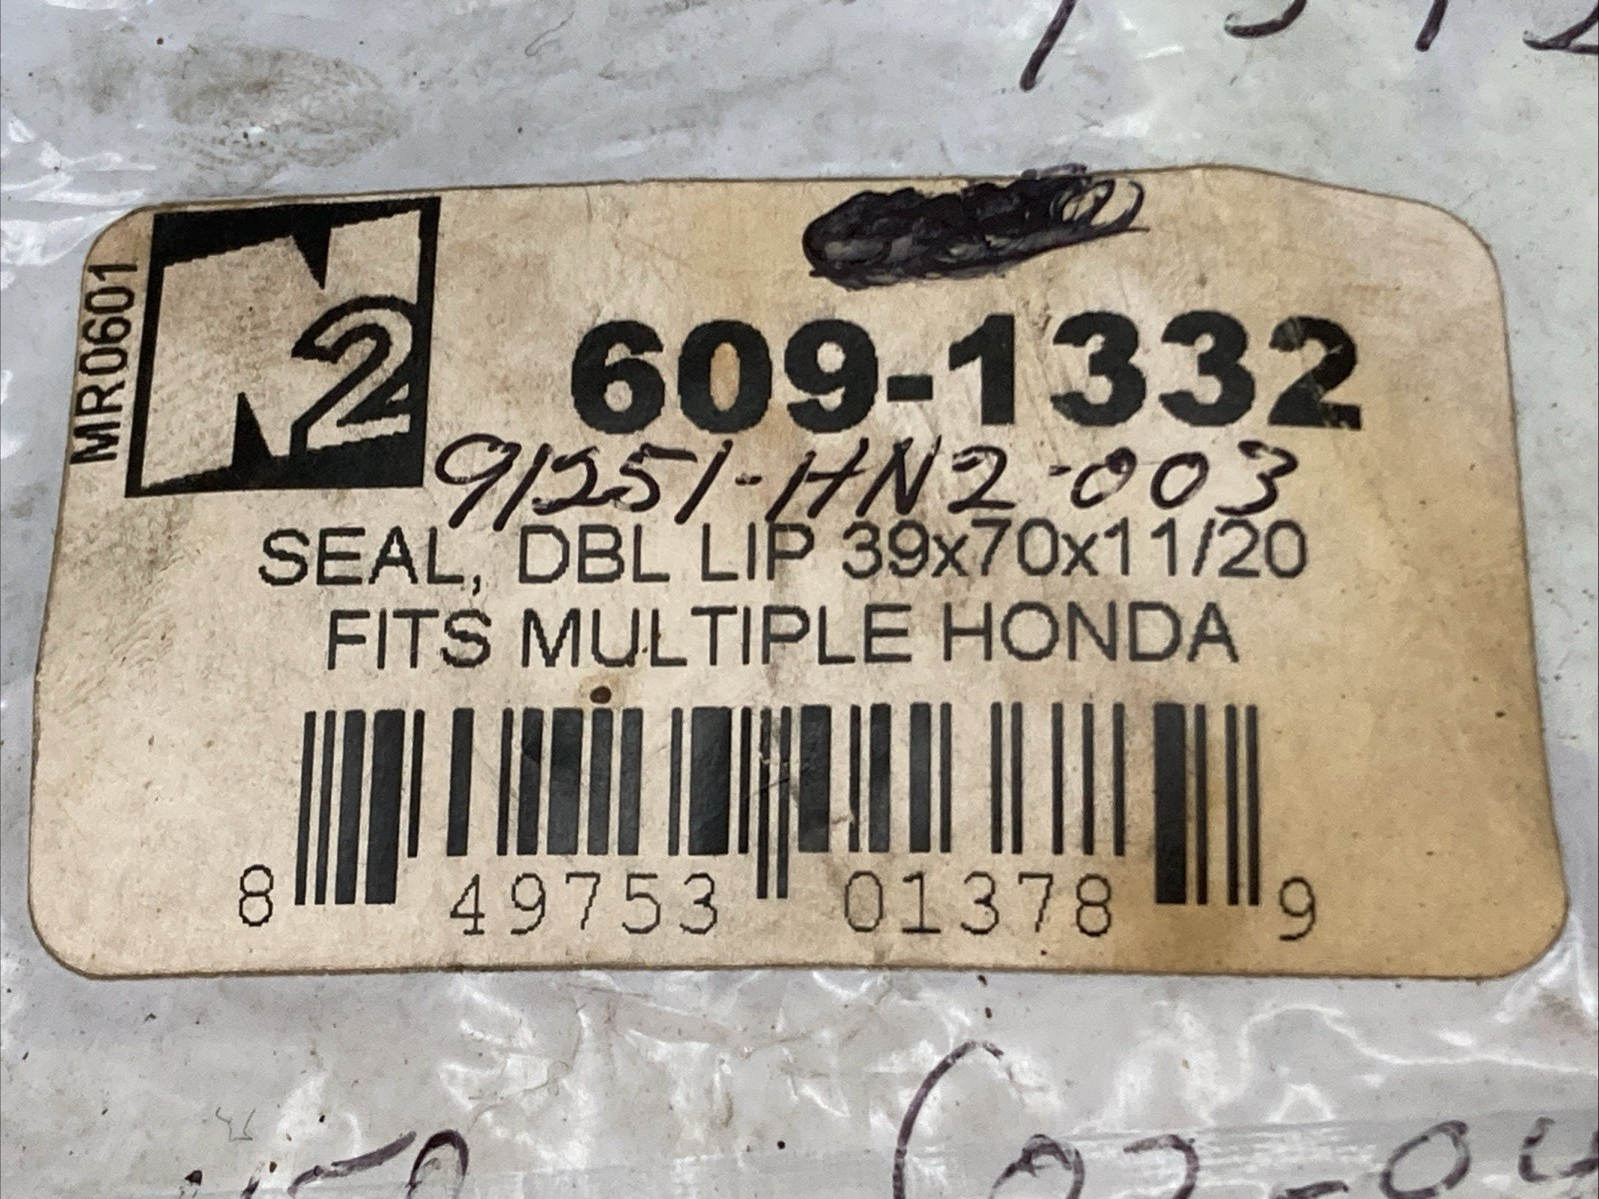 MR0601
N2
609-1332
91251-HN2-003
SEAL, DBL LIP 39x70x11/20
FITS MULTIPLE HONDA
8 49753 01378 9